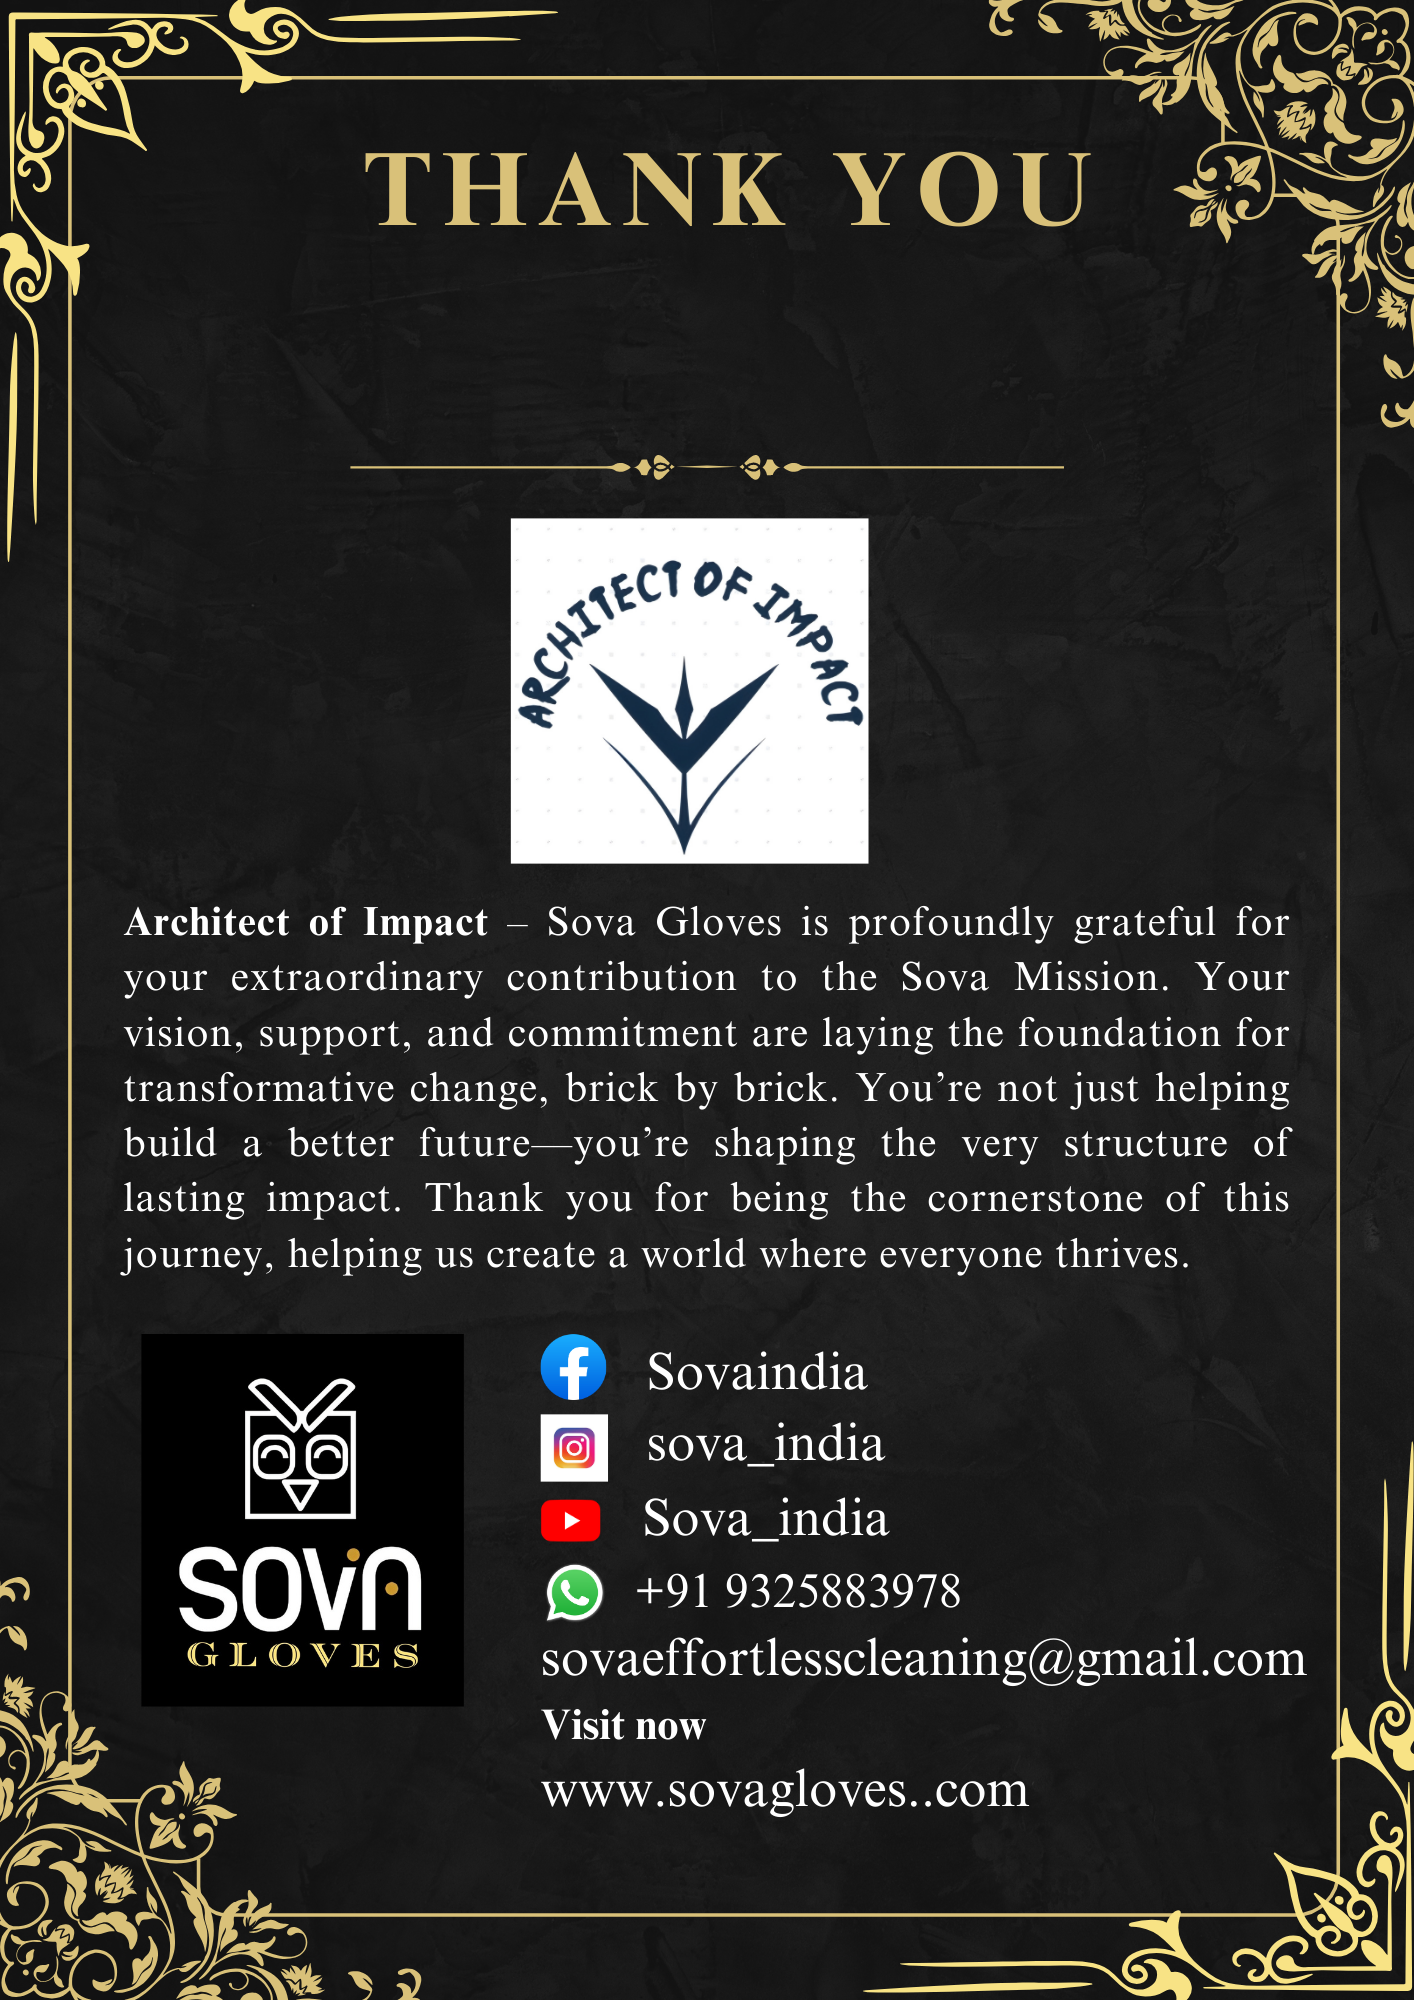 THANK YOU
ARCHITECT OF IMPACT
Architect of Impact – Sova Gloves is profoundly grateful for
your extraordinary contribution to the Sova Mission. Your
vision, support, and commitment are laying the foundation for
transformative change, brick by brick. You’re not just helping
build a better future—you’re shaping the very structure of
lasting impact. Thank you for being the cornerstone of this
journey, helping us create a world where everyone thrives.
SOVA
GLOVES
Sovaindia
sova_india
Sova_india
+91 9325883978
sovaeffortlesscleaning@gmail.com
Visit now
www.sovagloves..com